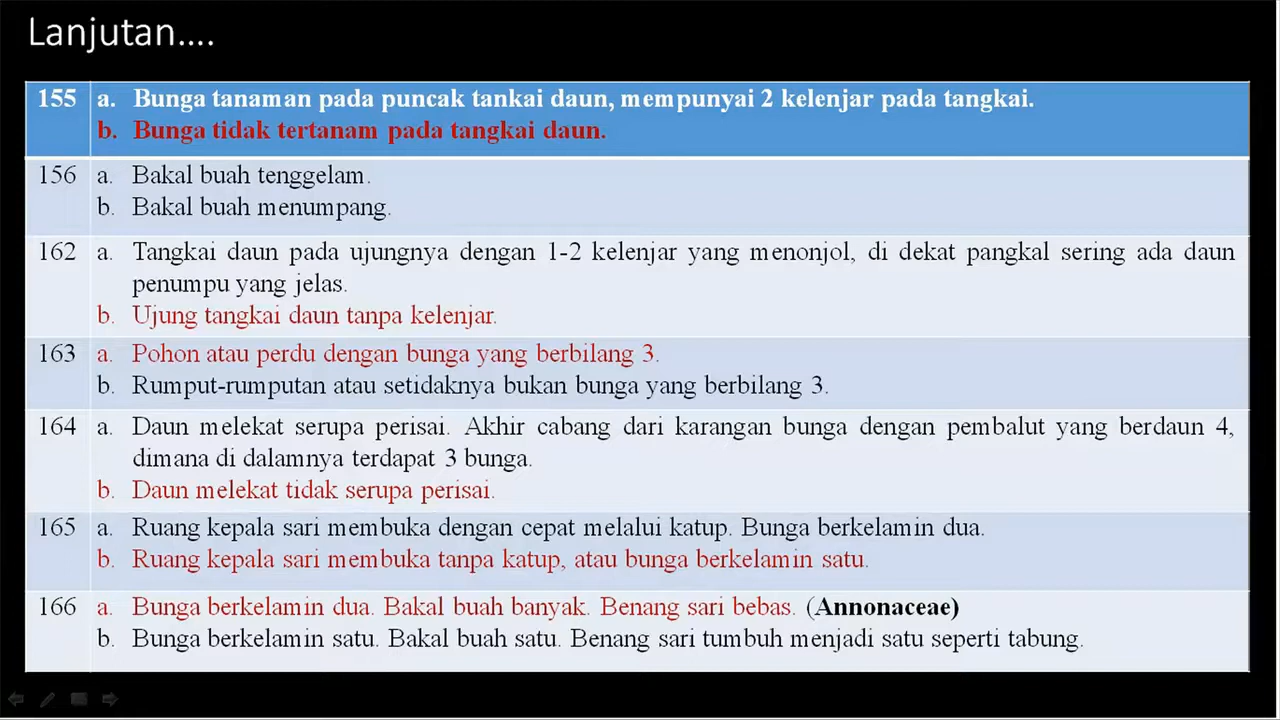 Lanjutan....
155 a. Bunga tanaman pada puncak tankai daun, mempunyai 2 kelenjar pada tangkai.
b. Bunga tidak tertanam pada tangkai daun.
156 a. Bakal buah tenggelam.
b. Bakal buah menumpang.
162 a. Tangkai daun pada ujungnya dengan 1-2 kelenjar yang menonjol, di dekat pangkal sering ada daun
penumpu yang jelas.
b. Ujung tangkai daun tanpa kelenjar.
163 a. Pohon atau perdu dengan bunga yang berbilang 3.
b. Rumput-rumputan atau setidaknya bukan bunga yang berbilang 3.
164 a. Daun melekat serupa perisai. Akhir cabang dari karangan bunga dengan pembalut yang berdaun 4,
dimana di dalamnya terdapat 3 bunga.
b. Daun melekat tidak serupa perisai.
165 a. Ruang kepala sari membuka dengan cepat melalui katup. Bunga berkelamin dua.
b. Ruang kepala sari membuka tanpa katup, atau bunga berkelamin satu.
166 a. Bunga berkelamin dua. Bakal buah banyak. Benang sari bebas. (Annonaceae)
b. Bunga berkelamin satu. Bakal buah satu. Benang sari tumbuh menjadi satu seperti tabung.